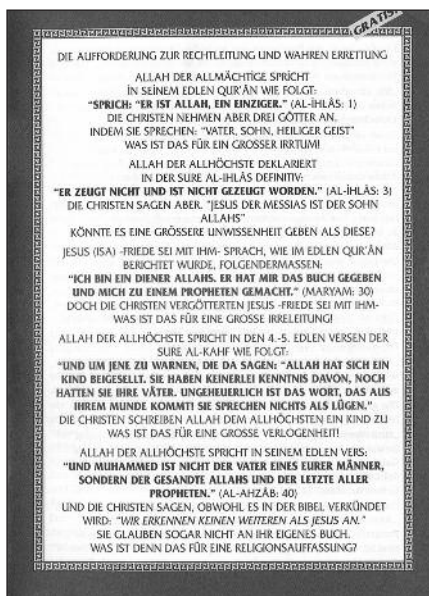 GRATIS
DIE AUFFORDERUNG ZUR RECHTLEITUNG UND WAHREN ERRETTUNG
ALLAH DER ALLMÄCHTIGE SPRICHT
IN SEINEM EDLEN QUR'ÂN WIE FOLGT:
"SPRICH: "ER IST ALLAH, EIN EINZIGER." (AL-İHLÂS: 1)
DIE CHRISTEN NEHMEN ABER DREI GÖTTER AN,
INDEM SIE SPRECHEN: "VATER, SOHN, HEILIGER GEIST"
WAS IST DAS FÜR EIN GROSSER IRRTUM!
ALLAH DER ALLHÖCHSTE DEKLARIERT
IN DER SURE AL-İHLÂS DEFINITIV:
"ER ZEUGT NICHT UND IST NICHT GEZEUGT WORDEN." (AL-İHLÂS: 3)
DIE CHRISTEN SAGEN ABER. "JESUS DER MESSIAS IST DER SOHN
ALLAHS"
KÖNNTE ES EINE GRÖSSERE UNWISSENHEIT GEBEN ALS DIESE?
JESUS (ISA) -FRIEDE SEI MIT IHM- SPRACH, WIE IM EDLEN QUR'ÂN
BERICHTET WURDE, FOLGENDERMASSEN:
"ICH BIN EIN DIENER ALLAHS. ER HAT MIR DAS BUCH GEGEBEN
UND MICH ZU EINEM PROPHETEN GEMACHT." (MARYAM: 30)
DOCH DIE CHRISTEN VERGÖTTERTEN JESUS -FRIEDE SEI MIT IHM-
WAS IST DAS FÜR EINE GROSSE IRRELEITUNG!
ALLAH DER ALLHÖCHSTE SPRICHT IN DEN 4.-5. EDLEN VERSEN DER
SURE AL-KAHF WIE FOLGT:
"UND UM JENE ZU WARNEN, DIE DA SAGEN: "ALLAH HAT SICH EIN
KIND BEIGESELLT. SIE HABEN KEINERLEI KENNTNIS DAVON, NOCH
HATTEN SIE IHRE VÄTER. UNGEHEUERLICH IST DAS WORT, DAS AUS
IHREM MUNDE KOMMT! SIE SPRECHEN NICHTS ALS LÜGEN."
DIE CHRISTEN SCHREIBEN ALLAH DEM ALLHÖCHSTEN EIN KIND ZU
WAS IST DAS FÜR EINE GROSSE VERLOGENHEIT!
ALLAH DER ALLHÖCHSTE SPRICHT IN SEINEM EDLEN VERS:
"UND MUHAMMED IST NICHT DER VATER EINES EURER MÄNNER,
SONDERN DER GESANDTE ALLAHS UND DER LETZTE ALLER
PROPHETEN." (AL-AHZÂB: 40)
UND DIE CHRISTEN SAGEN, OBWOHL ES IN DER BIBEL VERKÜNDET
WIRD: "WIR ERKENNEN KEINEN WEITEREN ALS JESUS AN."
SIE GLAUBEN SOGAR NICHT AN IHR EIGENES BUCH.
WAS IST DENN DAS FÜR EINE RELIGIONSAUFFASSUNG?